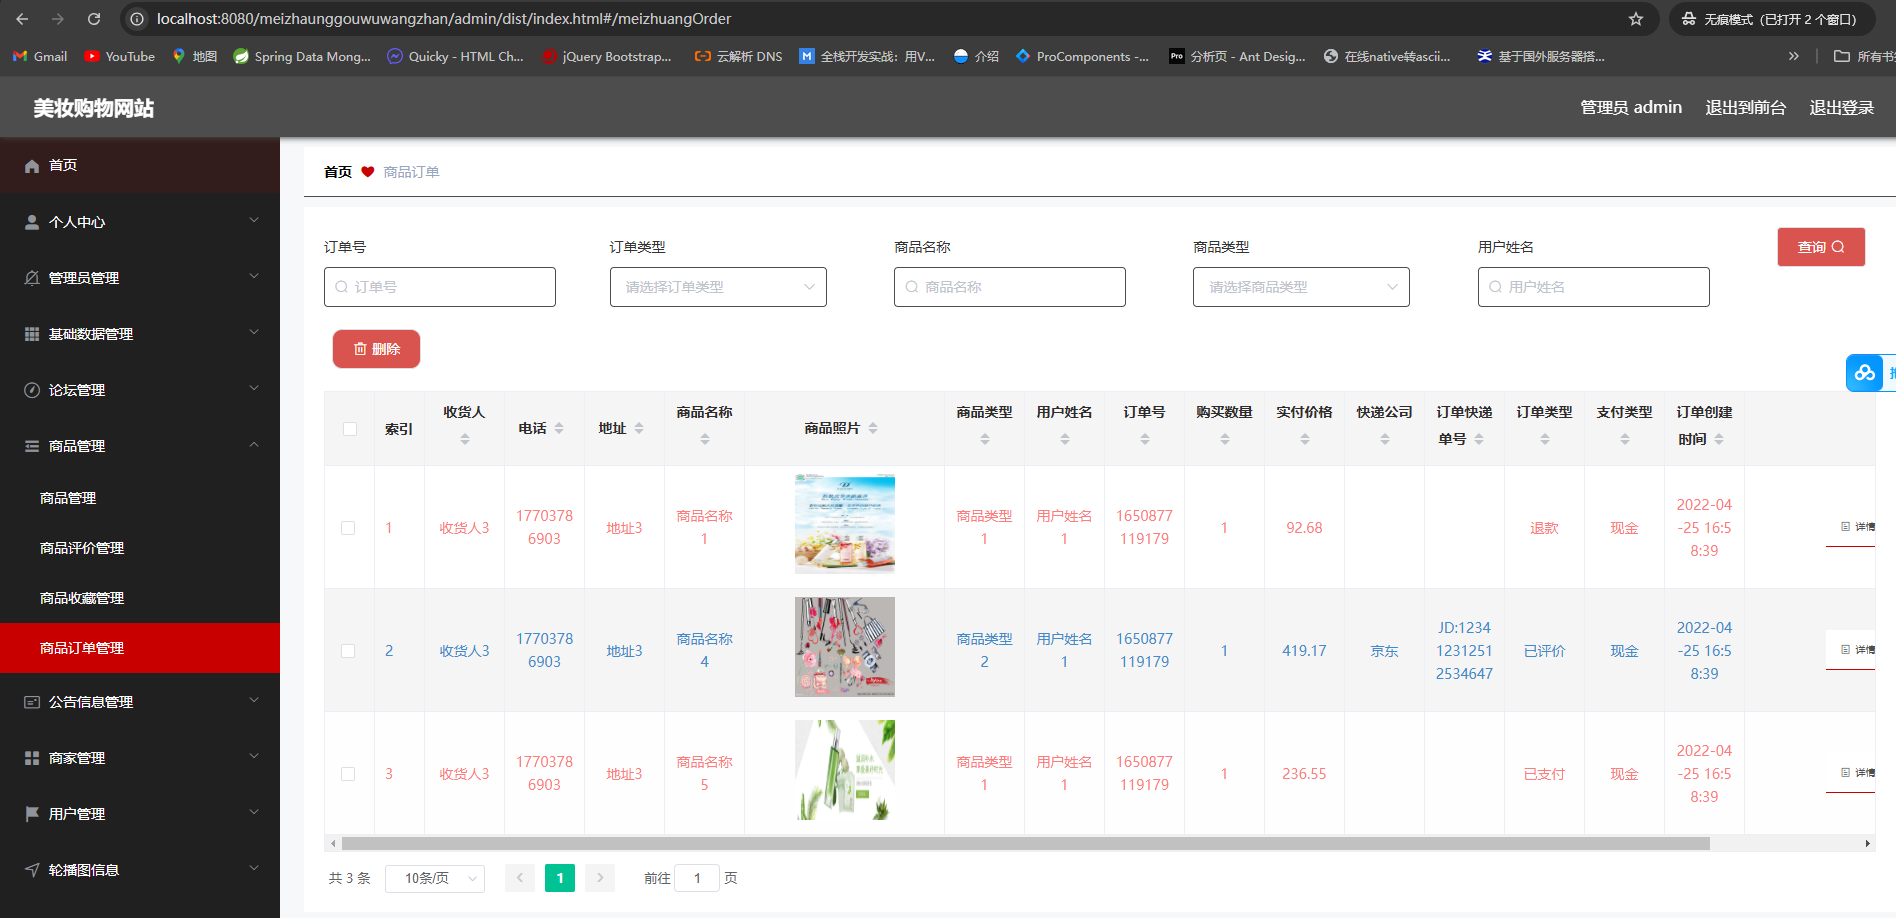 localhost:8080/meizhaunggouwuwangzhan/admin/dist/index.html#/meizhuangOrder
无痕模式（已打开 2 个窗口）
Gmail YouTube 地图 Spring Data Mong... Quicky - HTML Ch... jQuery Bootstrap... 云解析 DNS 全栈开发实战：用V... 介绍 ProComponents -... Pro 分析页 - Ant Desig... 在线native转ascii... 基于国外服务器搭... » 所有书
美妆购物网站
管理员 admin 退出到前台 退出登录
首页
个人中心
管理员管理
基础数据管理
论坛管理
商品管理
商品管理
商品评价管理
商品收藏管理
商品订单管理
公告信息管理
商家管理
用户管理
轮播图信息
首页 商品订单
订单号 订单类型 商品名称 商品类型 用户姓名
订单号 请选择订单类型 商品名称 请选择商品类型 用户姓名
查询
删除
索引 收货人 电话 地址 商品名称 商品照片 商品类型 用户姓名 订单号 购买数量 实付价格 快递公司 订单快递单号 订单类型 支付类型 订单创建时间
1 收货人3 17703786903 地址3 商品名称1 商品类型1 用户姓名1 1650877119179 1 92.68 退款 现金 2022-04-25 16:58:39 详情
2 收货人3 17703786903 地址3 商品名称4 商品类型2 用户姓名1 1650877119179 1 419.17 京东 JD:123412312512534647 已评价 现金 2022-04-25 16:58:39 详情
3 收货人3 17703786903 地址3 商品名称5 商品类型1 用户姓名1 1650877119179 1 236.55 已支付 现金 2022-04-25 16:58:39 详情
共 3 条 10条/页 1 前往 1 页